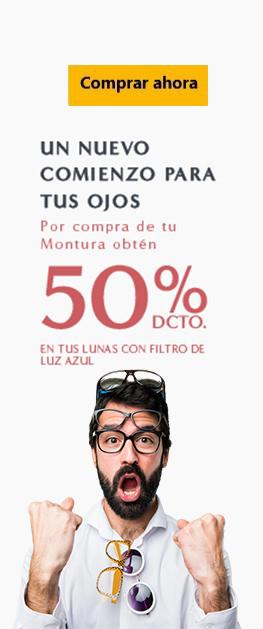 Comprar ahora
UN NUEVO
COMIENZO PARA
TUS OJOS
Por compra de tu
Montura obtén
50%
DCTO.
EN TUS LUNAS CON FILTRO DE
LUZ AZUL